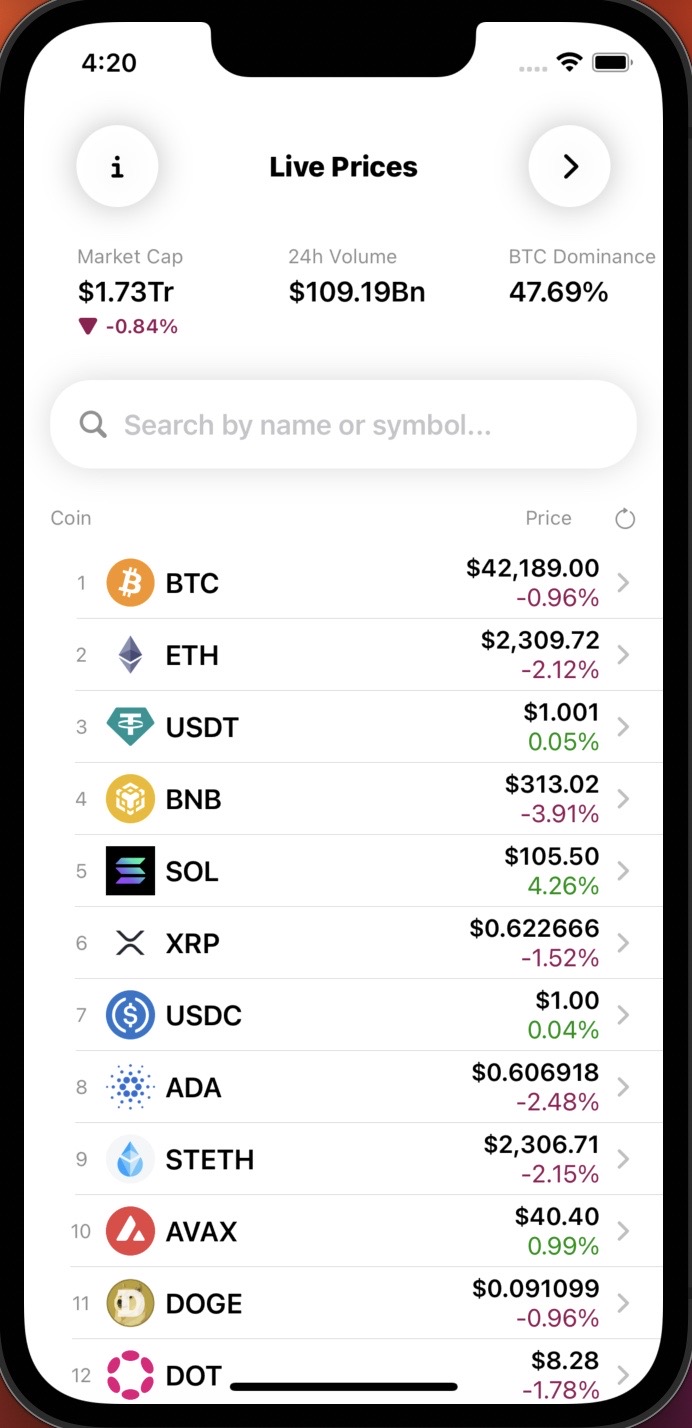 4:20
i Live Prices
Market Cap 24h Volume BTC Dominance
$1.73Tr $109.19Bn 47.69%
-0.84%
Search by name or symbol...
Coin Price
1 BTC $42,189.00
-0.96%
2 ETH $2,309.72
-2.12%
3 USDT $1.001
0.05%
4 BNB $313.02
-3.91%
5 SOL $105.50
4.26%
6 XRP $0.622666
-1.52%
7 USDC $1.00
0.04%
8 ADA $0.606918
-2.48%
9 STETH $2,306.71
-2.15%
10 AVAX $40.40
0.99%
11 DOGE $0.091099
-0.96%
12 DOT $8.28
-1.78%